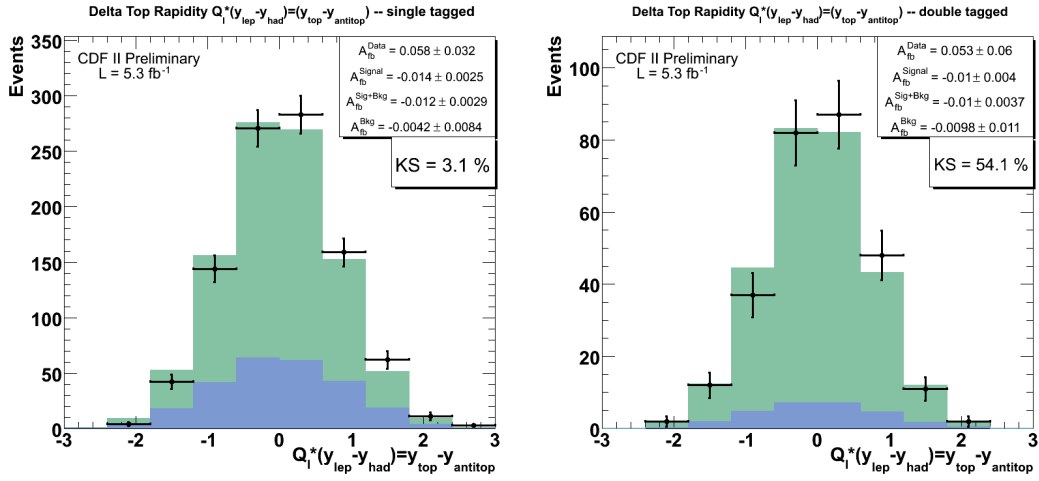 Delta Top Rapidity Q_l*(y_lep-y_had)=(y_top-y_antitop) -- single tagged
Events
350
300
250
200
150
100
50
0
CDF II Preliminary
L = 5.3 fb^-1
A_fb^Data = 0.058 ± 0.032
A_fb^Signal = -0.014 ± 0.0025
A_fb^Sig+Bkg = -0.012 ± 0.0029
A_fb^Bkg = -0.0042 ± 0.0084
KS = 3.1 %
-3 -2 -1 0 1 2 3
Q_l*(y_lep-y_had)=y_top-y_antitop
Delta Top Rapidity Q_l*(y_lep-y_had)=(y_top-y_antitop) -- double tagged
Events
100
80
60
40
20
0
CDF II Preliminary
L = 5.3 fb^-1
A_fb^Data = 0.053 ± 0.06
A_fb^Signal = -0.01 ± 0.004
A_fb^Sig+Bkg = -0.01 ± 0.0037
A_fb^Bkg = -0.0098 ± 0.011
KS = 54.1 %
-3 -2 -1 0 1 2 3
Q_l*(y_lep-y_had)=y_top-y_antitop